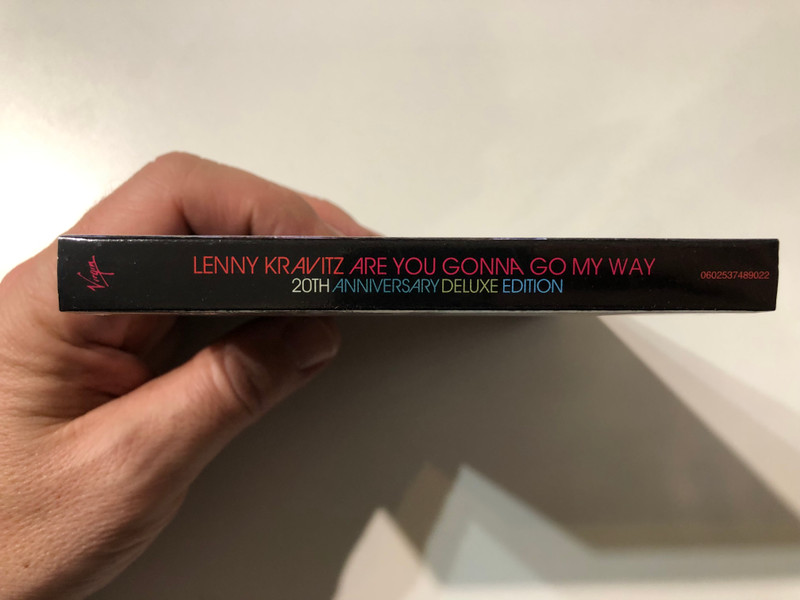 Virgin
LENNY KRAVITZ ARE YOU GONNA GO MY WAY
20TH ANNIVERSARY DELUXE EDITION
0602537489022